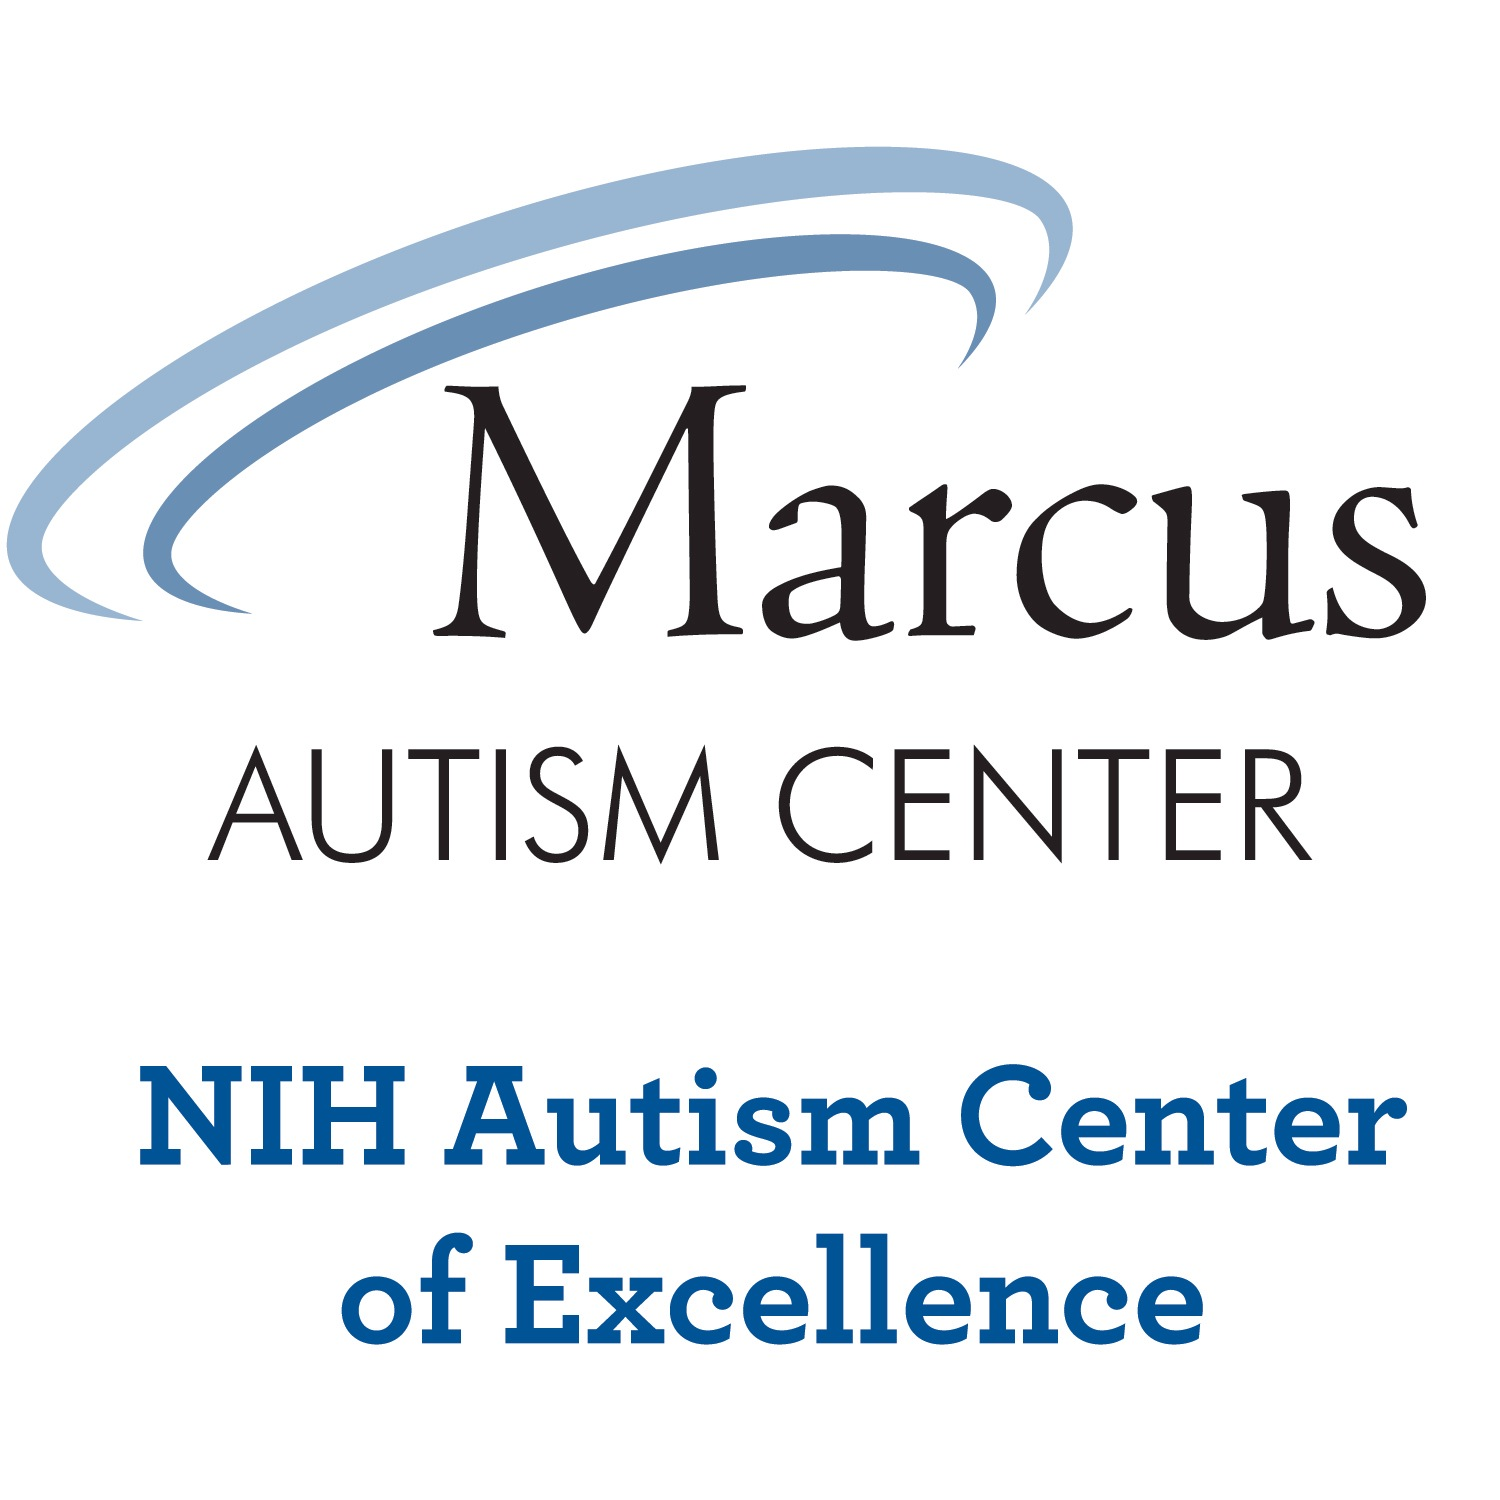 Marcus
AUTISM CENTER
NIH Autism Center
of Excellence